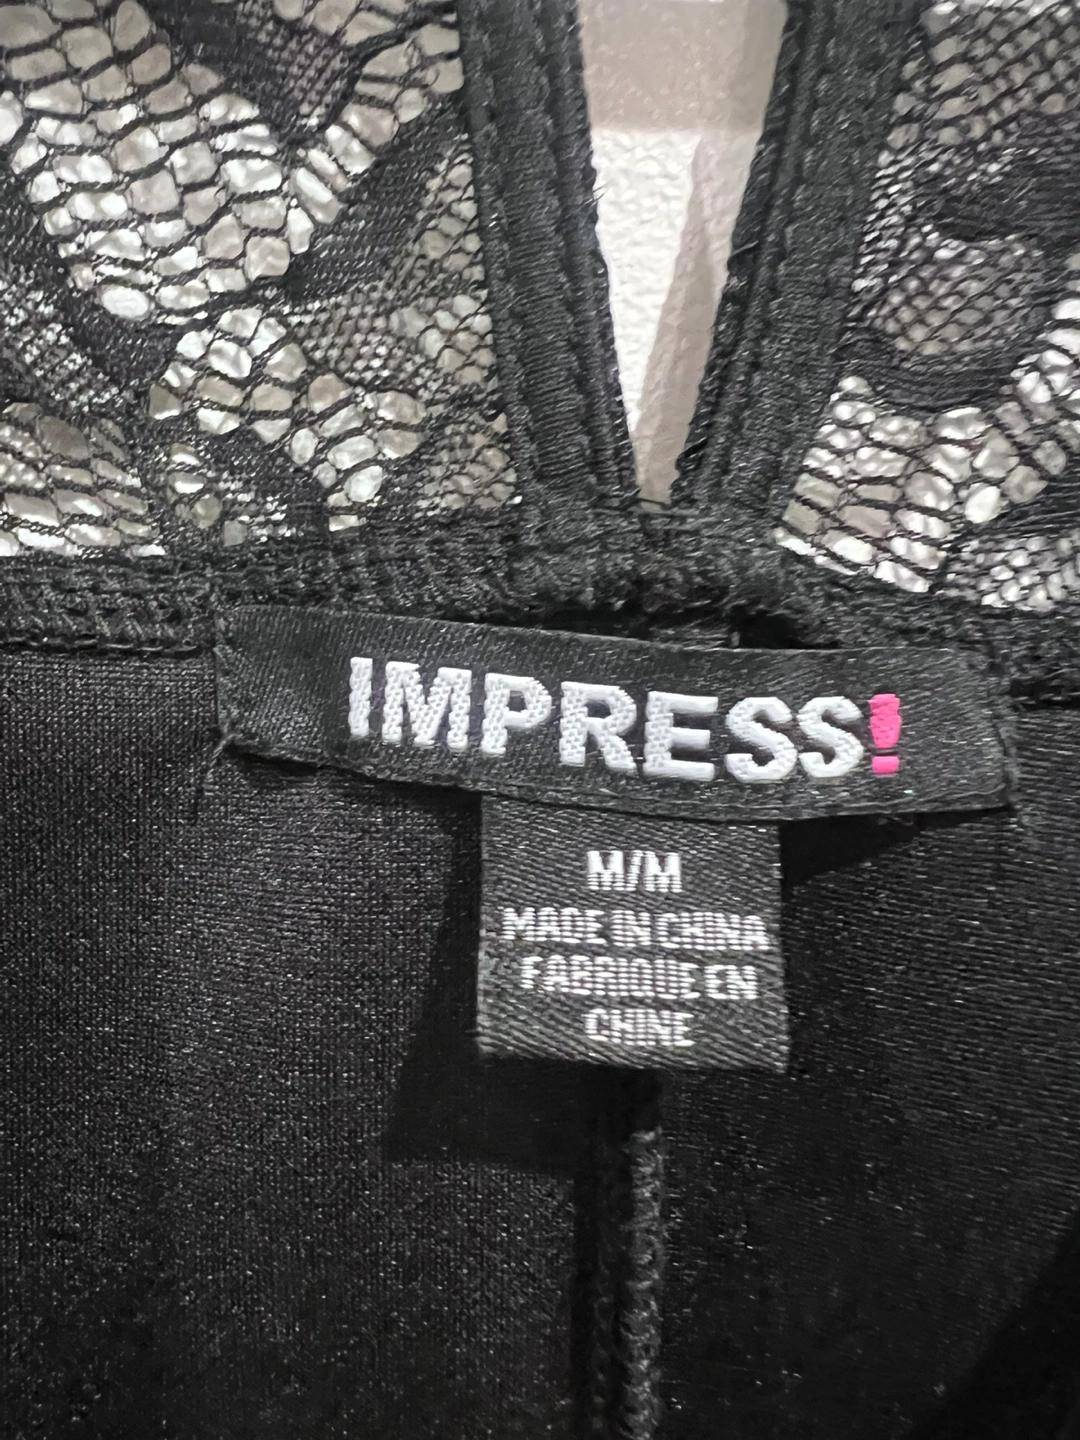 IMPRESS!
M/M
MADE IN CHINA
FABRIQUE EN
CHINE